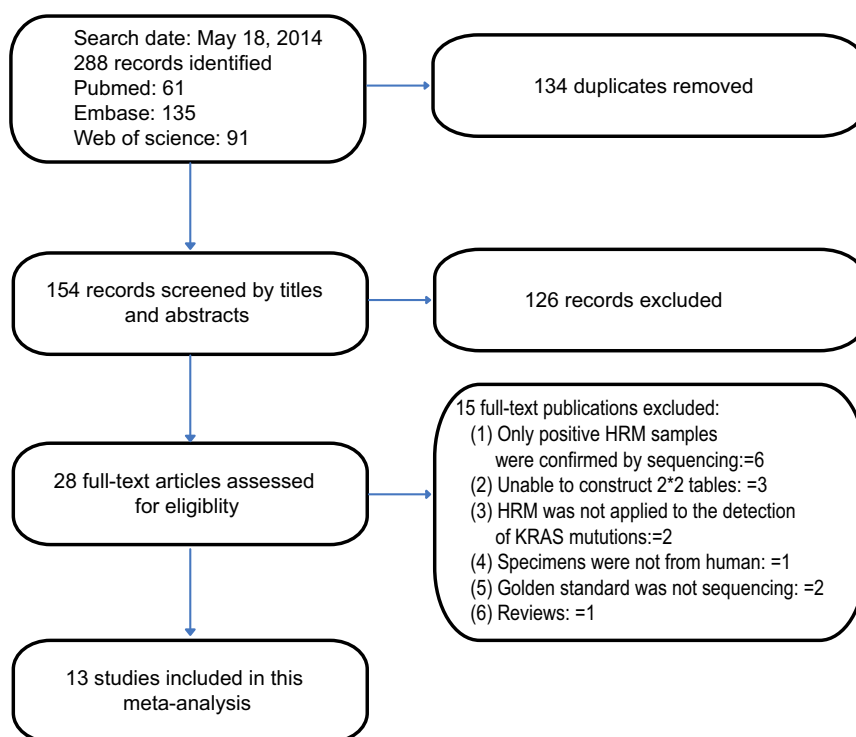 Search date: May 18, 2014
288 records identified
Pubmed: 61
Embase: 135
Web of science: 91
134 duplicates removed
154 records screened by titles
and abstracts
126 records excluded
28 full-text articles assessed
for eligiblity
15 full-text publications excluded:
(1) Only positive HRM samples
were confirmed by sequencing:=6
(2) Unable to construct 2*2 tables: =3
(3) HRM was not applied to the detection
of KRAS mututions:=2
(4) Specimens were not from human: =1
(5) Golden standard was not sequencing: =2
(6) Reviews: =1
13 studies included in this
meta-analysis